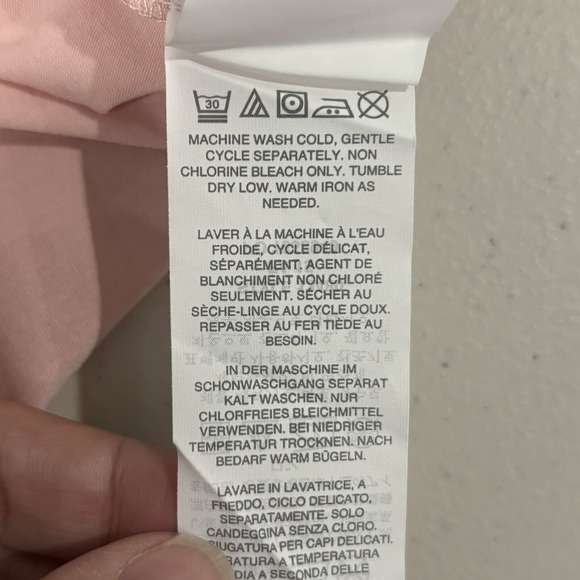 30
MACHINE WASH COLD, GENTLE
CYCLE SEPARATELY. NON
CHLORINE BLEACH ONLY. TUMBLE
DRY LOW. WARM IRON AS
NEEDED.
LAVER À LA MACHINE À L'EAU
FROIDE, CYCLE DÉLICAT,
SÉPARÉMENT. AGENT DE
BLANCHIMENT NON CHLORÉ
SEULEMENT. SÉCHER AU
SÈCHE-LINGE AU CYCLE DOUX.
REPASSER AU FER TIÈDE AU
BESOIN.
IN DER MASCHINE IM
SCHONWASCHGANG SEPARAT
KALT WASCHEN. NUR
CHLORFREIES BLEICHMITTEL
VERWENDEN. BEI NIEDRIGER
TEMPERATUR TROCKNEN. NACH
BEDARF WARM BÜGELN.
LAVARE IN LAVATRICE, A
FREDDO, CICLO DELICATO,
SEPARATAMENTE. SOLO
CANDEGGINA SENZA CLORO.
PER CAPI DELICATI.
A TEMPERATURA
A SECONDA DELLE